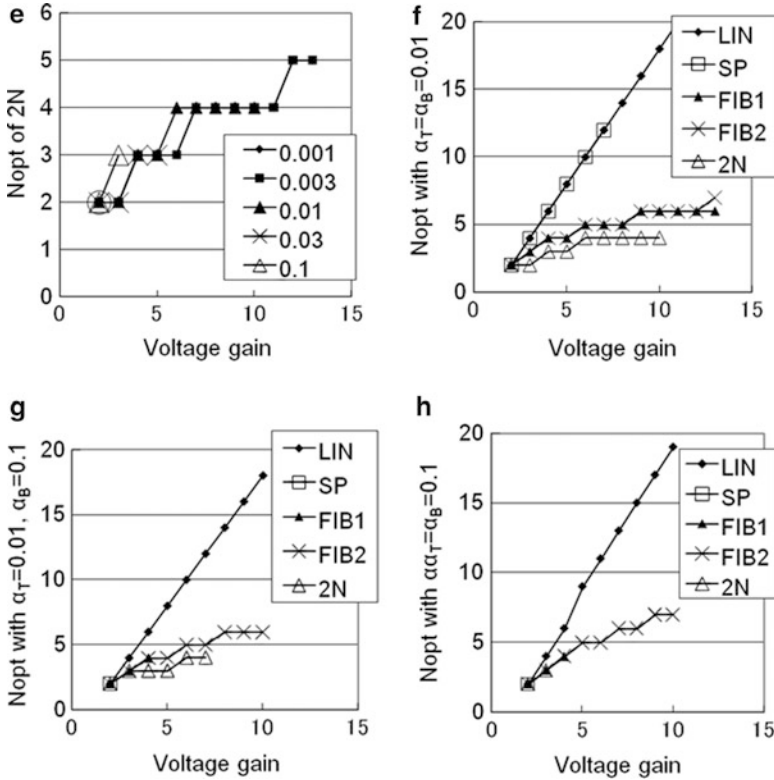 e
Nopt of 2N
6
5
4
3
2
1
0
0
5
10
15
Voltage gain
0.001
0.003
0.01
0.03
0.1
f
Nopt with αT=αB=0.01
20
15
10
5
0
0
5
10
15
Voltage gain
LIN
SP
FIB1
FIB2
2N
g
Nopt with αT=0.01, αB=0.1
20
15
10
5
0
0
5
10
15
Voltage gain
LIN
SP
FIB1
FIB2
2N
h
Nopt with ααT=αB=0.1
20
15
10
5
0
0
5
10
15
Voltage gain
LIN
SP
FIB1
FIB2
2N